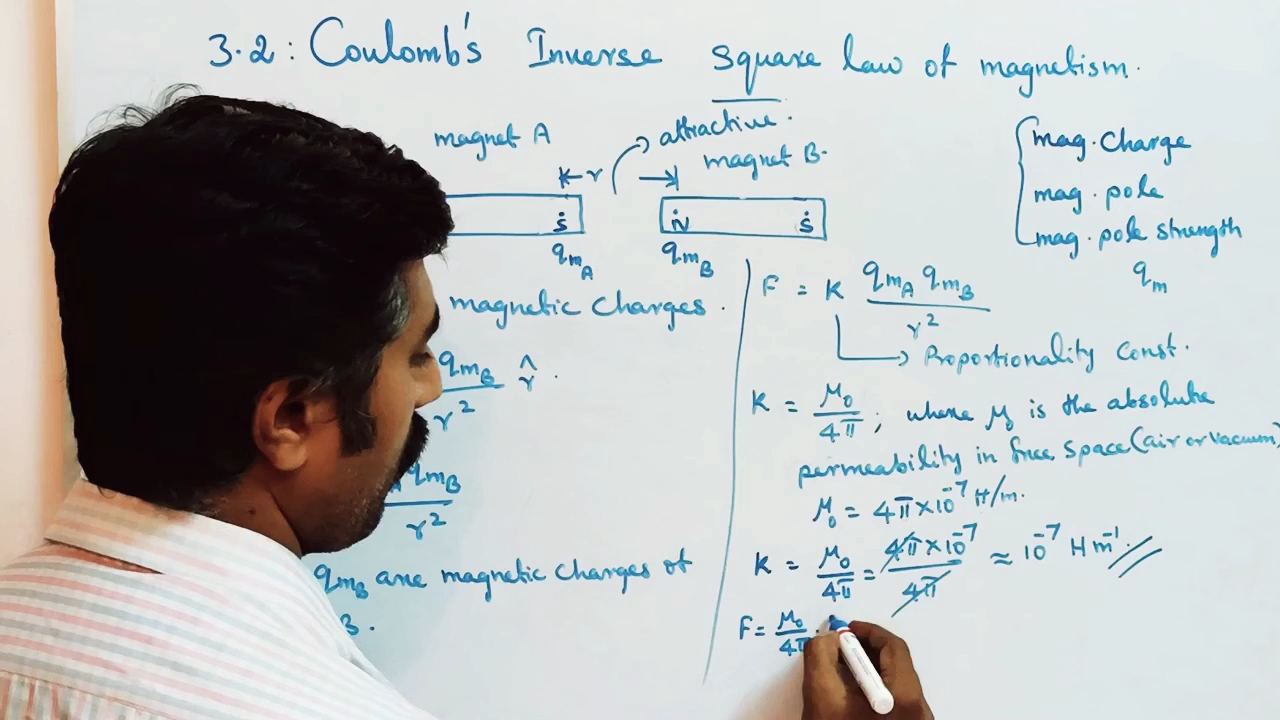 3.2: Coulomb's Inverse square law of magnetism.
magnet A
attractive.
magnet B.
r
S
N
S
qmA
qmB
magnetic charges.
qmB r̂.
r²
qmB
r²
qmB are magnetic charges of
B.
mag. charge
mag. pole
mag. pole strength
qm
F = K qmA qmB / r²
Proportionality const.
K = μ0/4π ; where μ0 is the absolute
permeability in free space (air or vacuum)
μ0 = 4π×10⁻⁷ H/m.
K = μ0/4π = 4π×10⁻⁷/4π ≈ 10⁻⁷ Hm⁻¹.
F = μ0/4π .